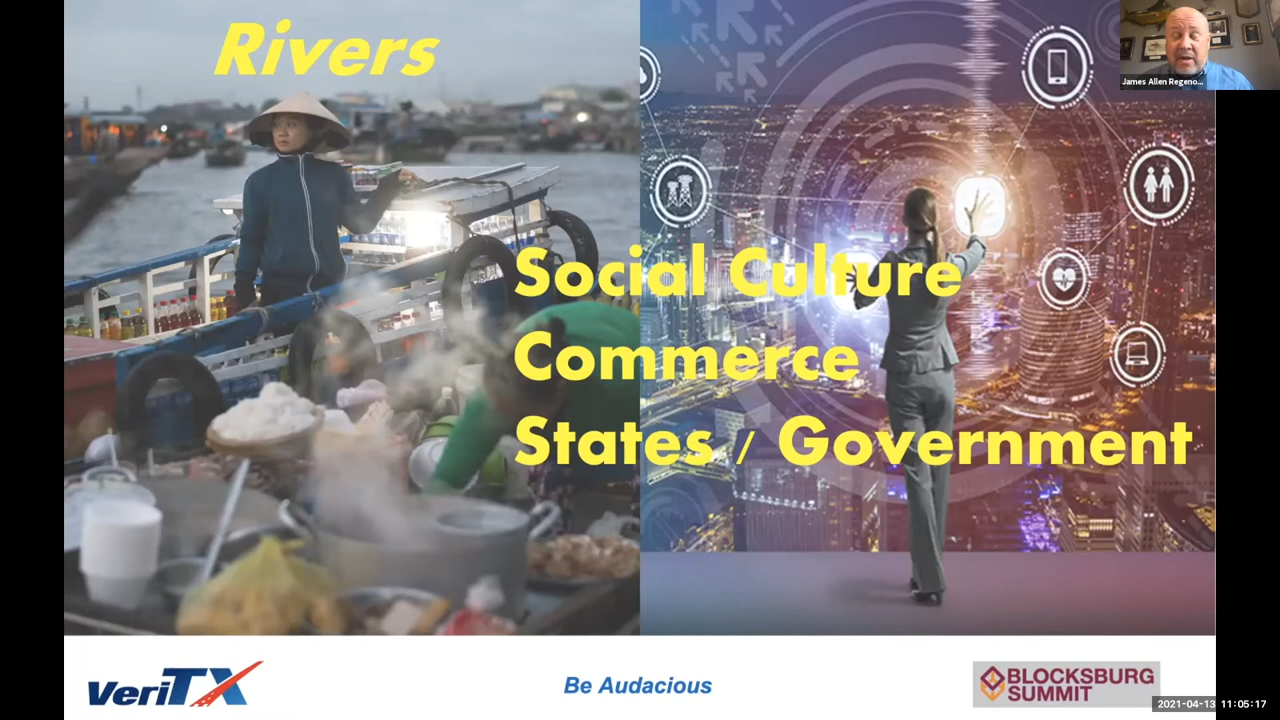 Rivers
James Allen Regeno...
Social Culture
Commerce
States / Government
VeriTX
Be Audacious
BLOCKSBURG
SUMMIT
2021-04-13 11:05:17